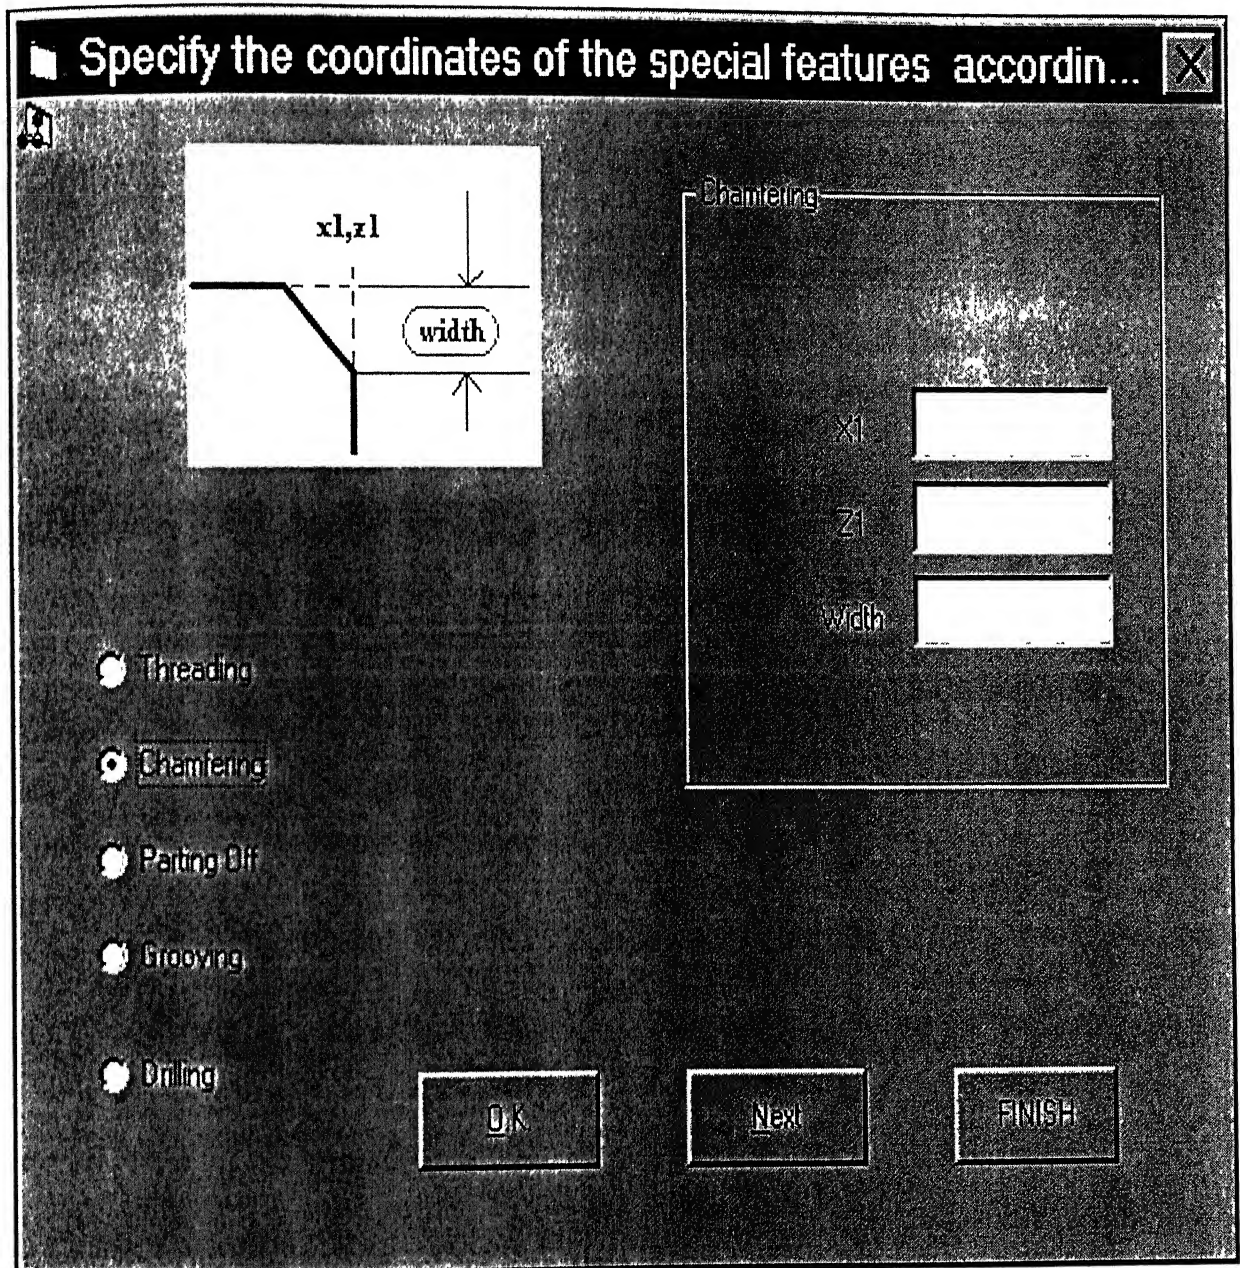 Specify the coordinates of the special features accordin...
x1,z1
width
Chamfering
X1
Z1
width
Threading
Chamfering
Parting Off
Grooving
Drilling
O.K
Next
FINISH